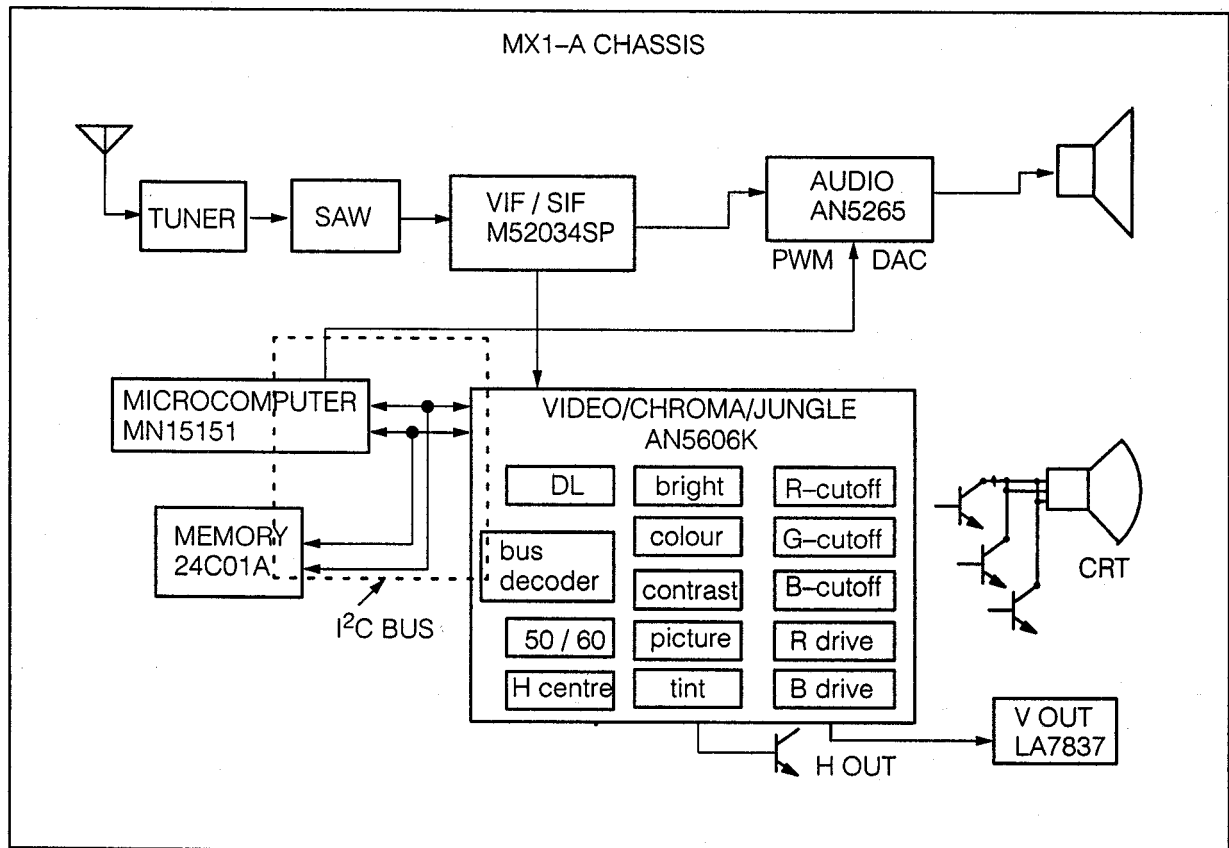 MX1–A CHASSIS
TUNER
SAW
VIF / SIF
M52034SP
AUDIO
AN5265
PWM DAC
MICROCOMPUTER
MN15151
MEMORY
24C01A
I²C BUS
VIDEO/CHROMA/JUNGLE
AN5606K
DL
bright
R–cutoff
colour
G–cutoff
bus
decoder
contrast
B–cutoff
50 / 60
picture
R drive
H centre
tint
B drive
CRT
H OUT
V OUT
LA7837